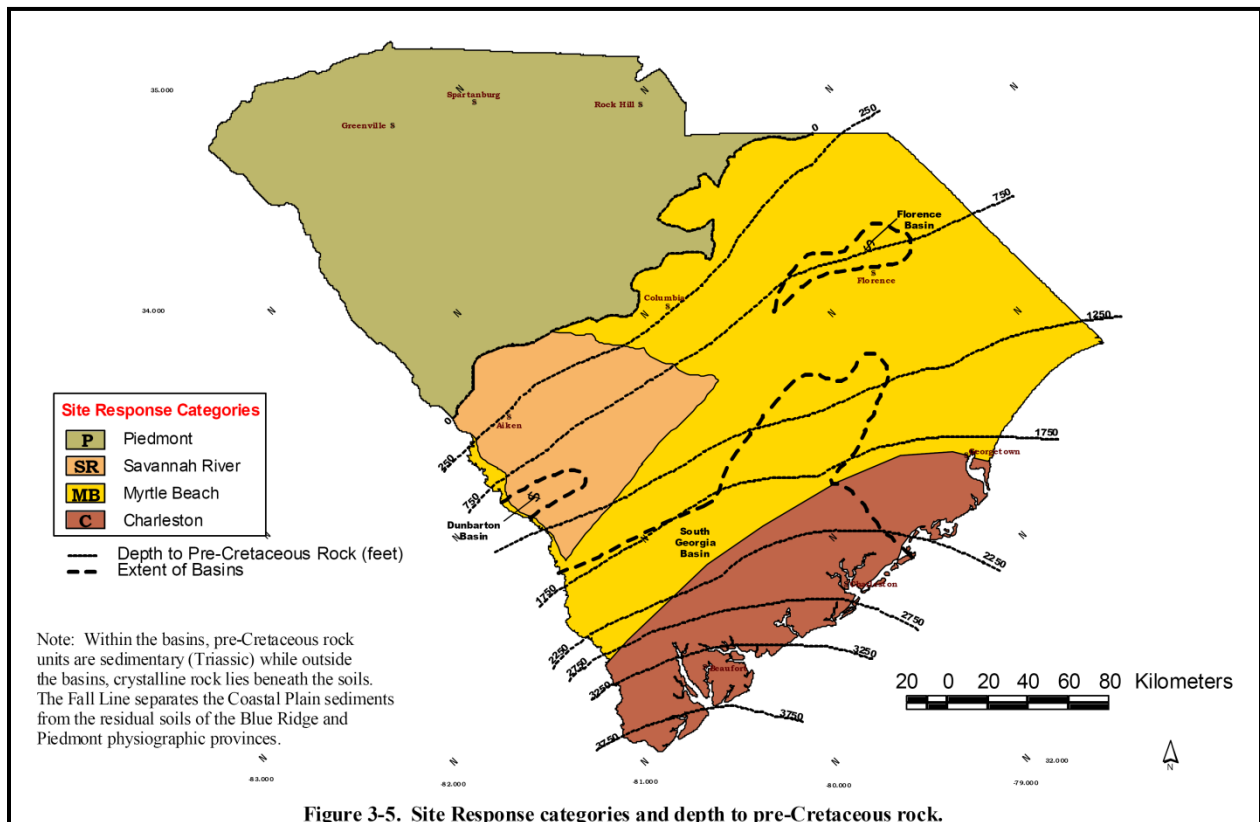 35.000
34.000
Spartanburg
Rock Hill
Greenville
Columbia
Florence
Aiken
Georgetown
Charleston
Beaufort
Florence
Basin
Dunbarton
Basin
South
Georgia
Basin
0
250
750
1250
1750
2250
2750
3250
3750
0
250
750
1750
2250
2750
3250
3750
Site Response Categories
P Piedmont
SR Savannah River
MB Myrtle Beach
C Charleston
Depth to Pre-Cretaceous Rock (feet)
Extent of Basins
Note: Within the basins, pre-Cretaceous rock
units are sedimentary (Triassic) while outside
the basins, crystalline rock lies beneath the soils.
The Fall Line separates the Coastal Plain sediments
from the residual soils of the Blue Ridge and
Piedmont physiographic provinces.
20 0 20 40 60 80 Kilometers
N
32.000
-83.000
-82.000
-81.000
-80.000
-79.000
Figure 3-5. Site Response categories and depth to pre-Cretaceous rock.